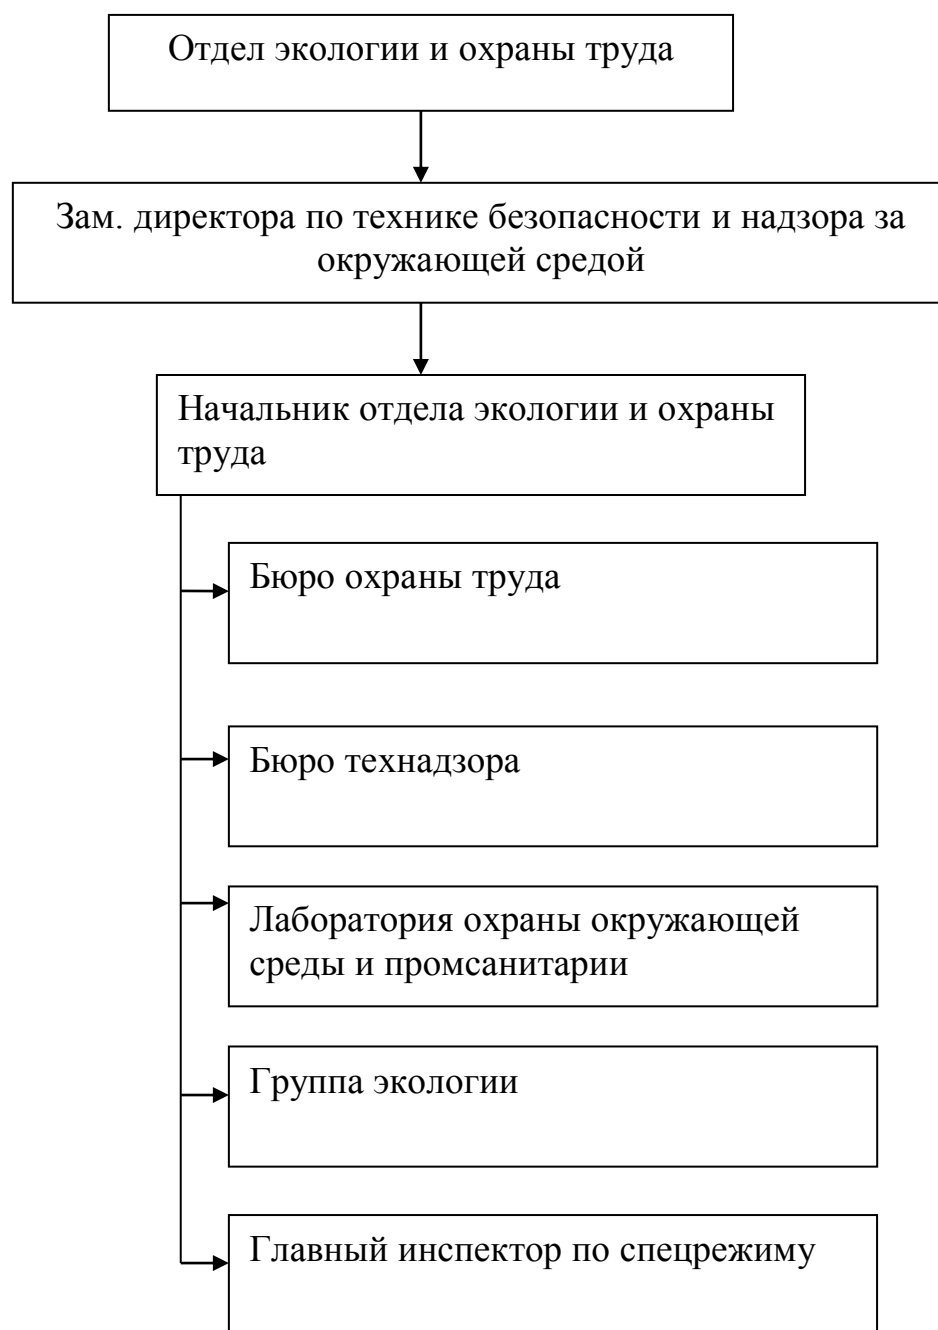 Отдел экологии и охраны труда
Зам. директора по технике безопасности и надзора за
окружающей средой
Начальник отдела экологии и охраны
труда
Бюро охраны труда
Бюро технадзора
Лаборатория охраны окружающей
среды и промсанитарии
Группа экологии
Главный инспектор по спецрежиму